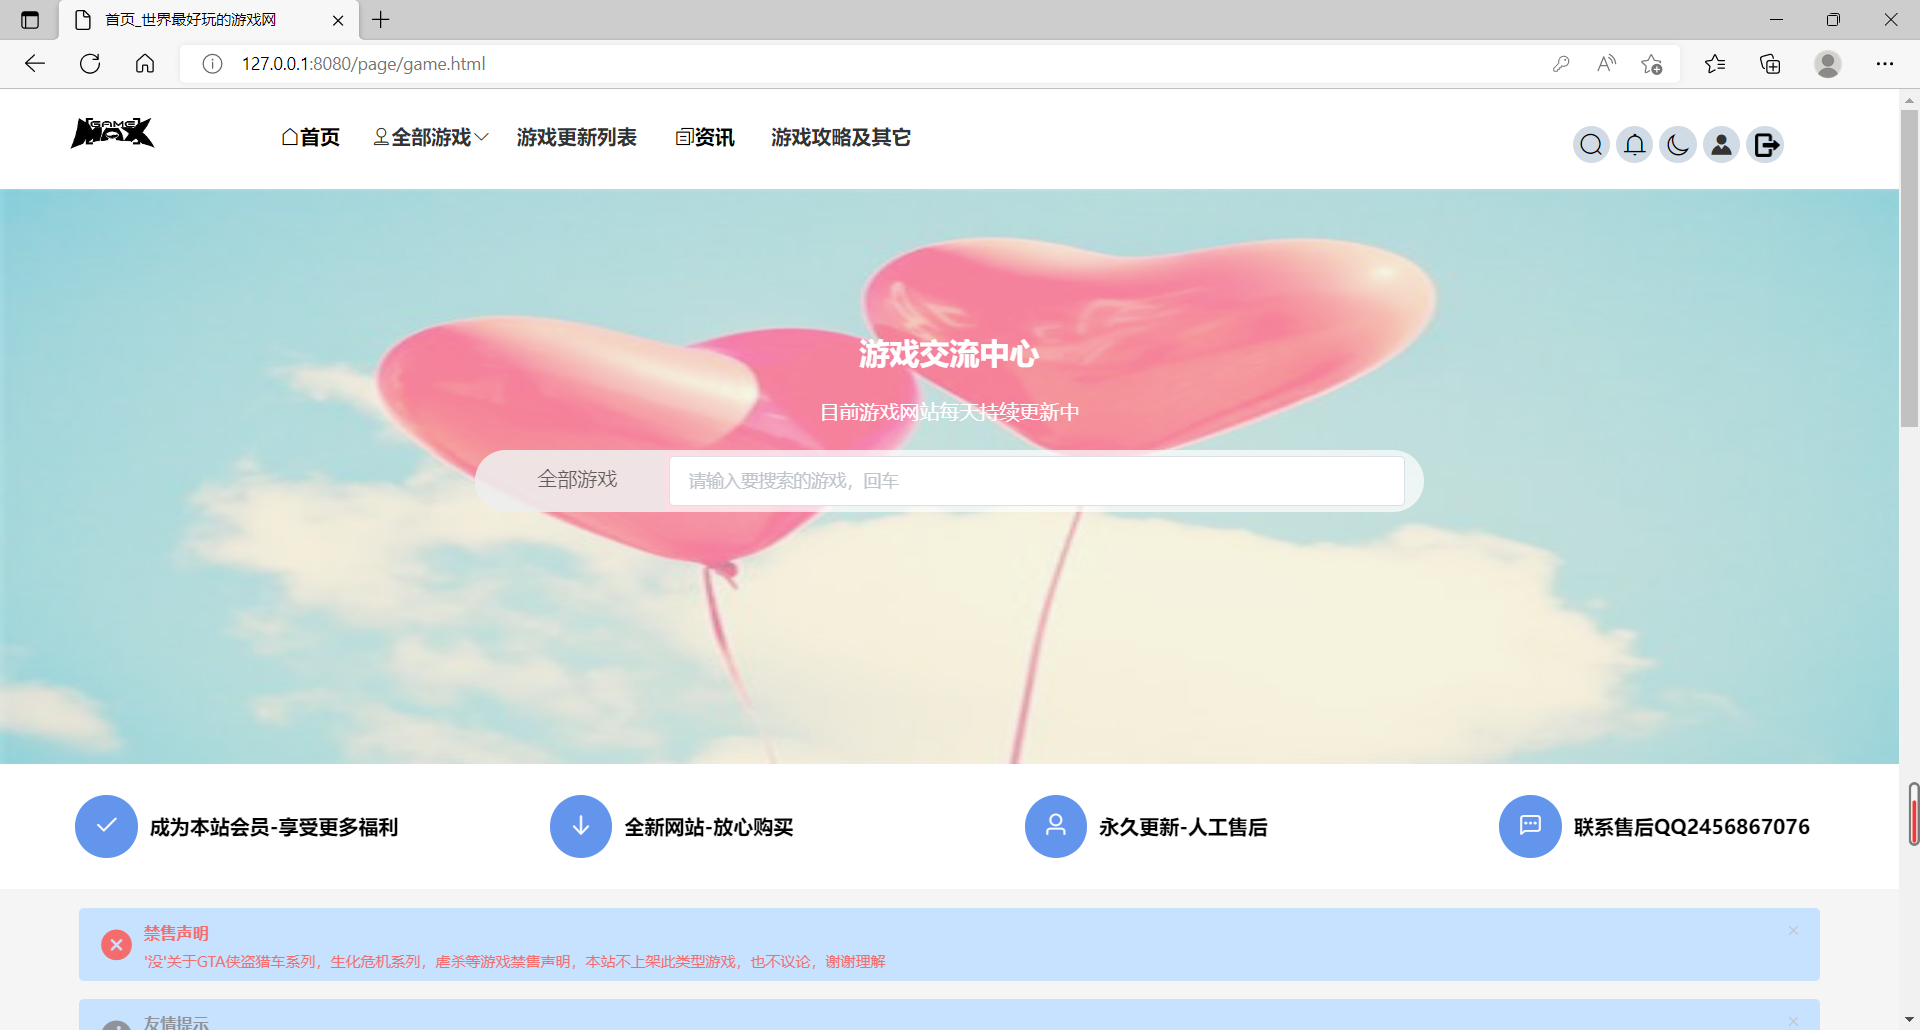 首页_世界最好玩的游戏网
127.0.0.1:8080/page/game.html
GAME
MAX
首页 全部游戏 游戏更新列表 资讯 游戏攻略及其它
游戏交流中心
目前游戏网站每天持续更新中
全部游戏 请输入要搜索的游戏，回车
成为本站会员-享受更多福利 全新网站-放心购买 永久更新-人工售后 联系售后QQ2456867076
禁售声明
'没'关于GTA侠盗猎车系列，生化危机系列，虐杀等游戏禁售声明，本站不上架此类型游戏，也不议论，谢谢理解
友情提示